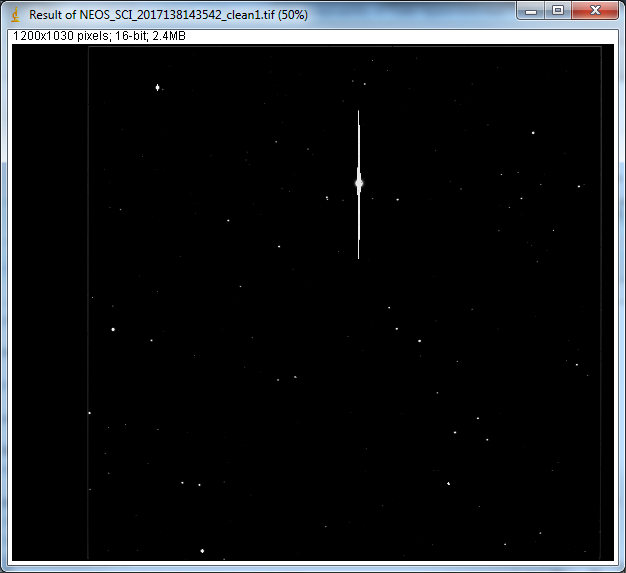 Result of NEOS_SCI_2017138143542_clean1.tif (50%)
1200x1030 pixels; 16-bit; 2.4MB